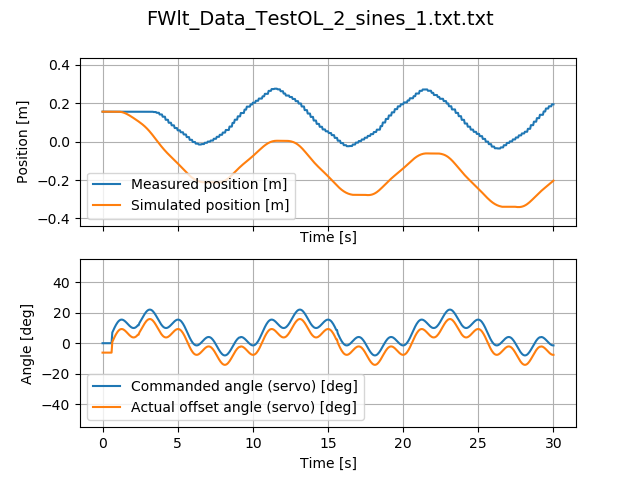 FWlt_Data_TestOL_2_sines_1.txt.txt
Position [m]
0.4
0.2
0.0
−0.2
−0.4
Measured position [m]
Simulated position [m]
Time [s]
Angle [deg]
40
20
0
−20
−40
Commanded angle (servo) [deg]
Actual offset angle (servo) [deg]
0 5 10 15 20 25 30
Time [s]